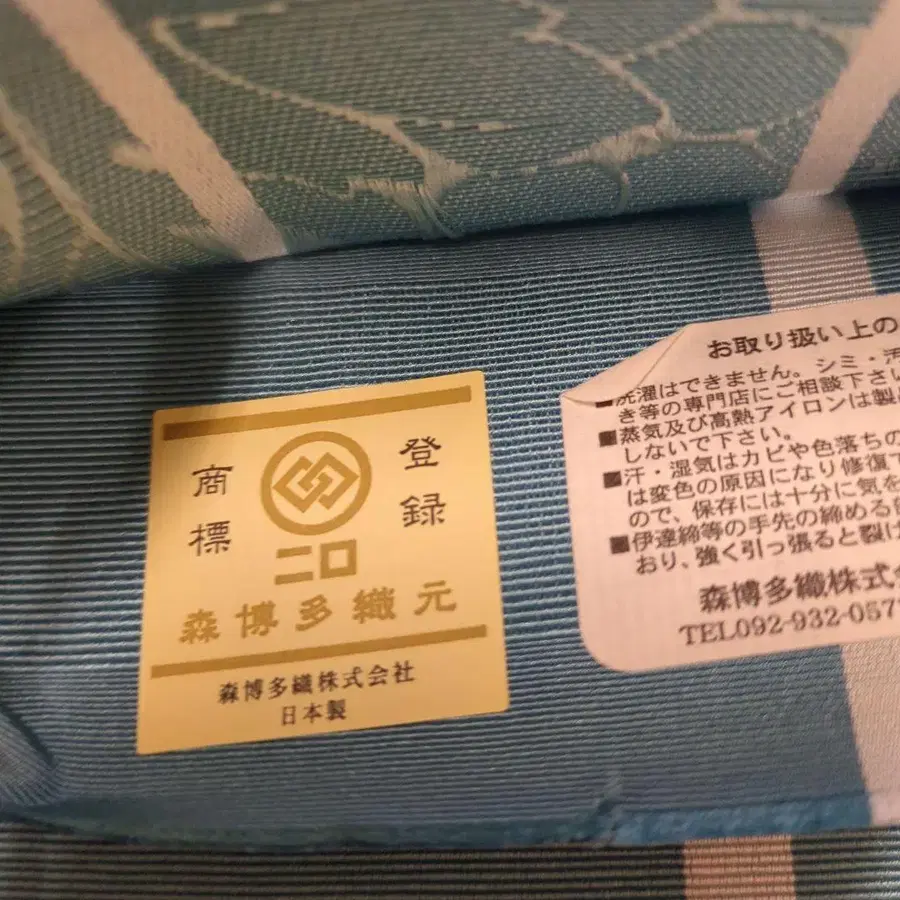 商標
登録
二口
森博多織元
森博多織株式会社
日本製
お取り扱い上の
■洗濯はできません。シミ・汚
き等の専門店にご相談下さい
■蒸気及び高熱アイロンは製品
しないで下さい。
■汗・湿気はカビや色落ちの
は変色の原因になり修復で
ので、保存には十分に気を
■伊達締等の手先の締める
おり、強く引っ張ると裂け
森博多織株式会
TEL092-932-057